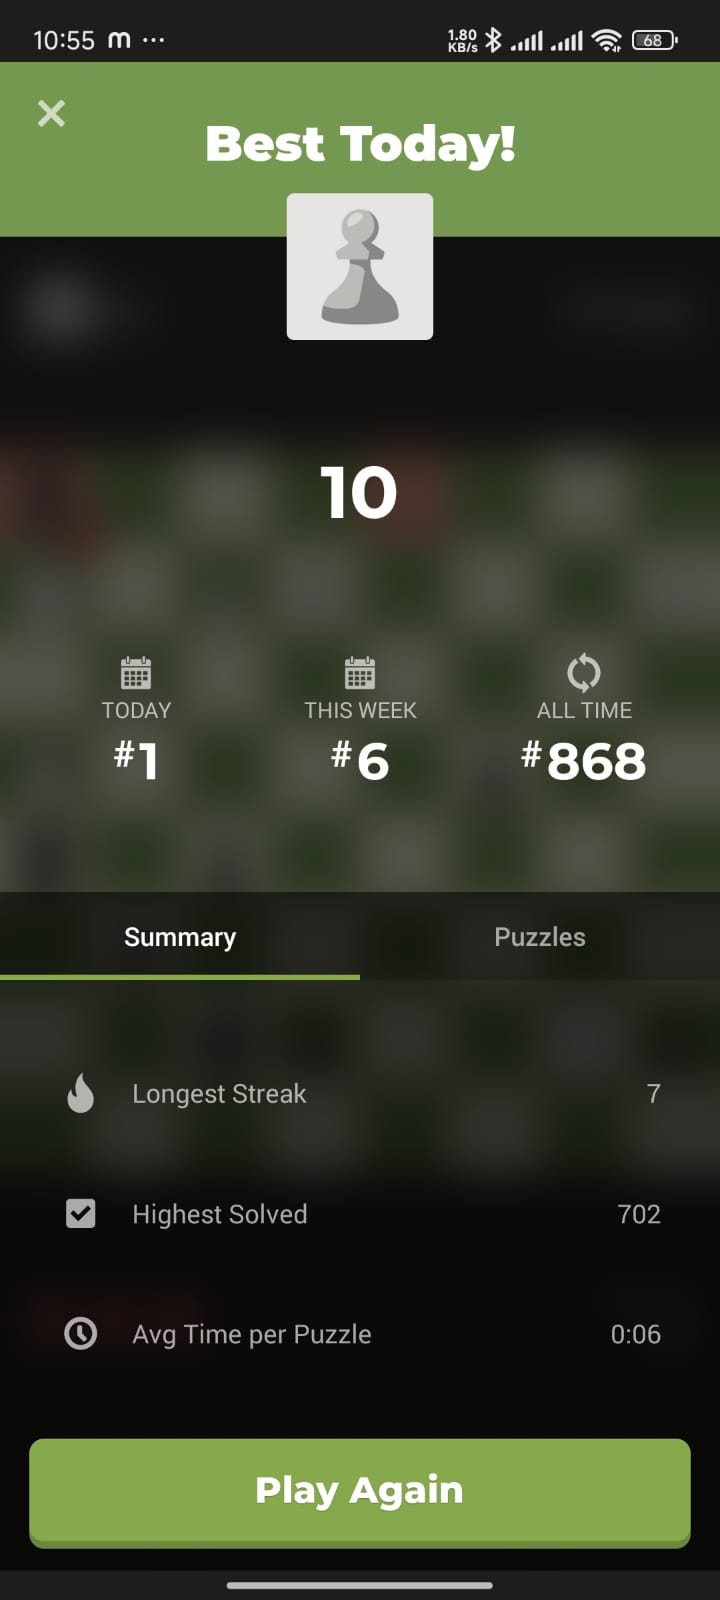 10:55 m ...
1.80
KB/s
68
Best Today!
10
TODAY
THIS WEEK
ALL TIME
#1
#6
#868
Summary
Puzzles
Longest Streak
7
Highest Solved
702
Avg Time per Puzzle
0:06
Play Again